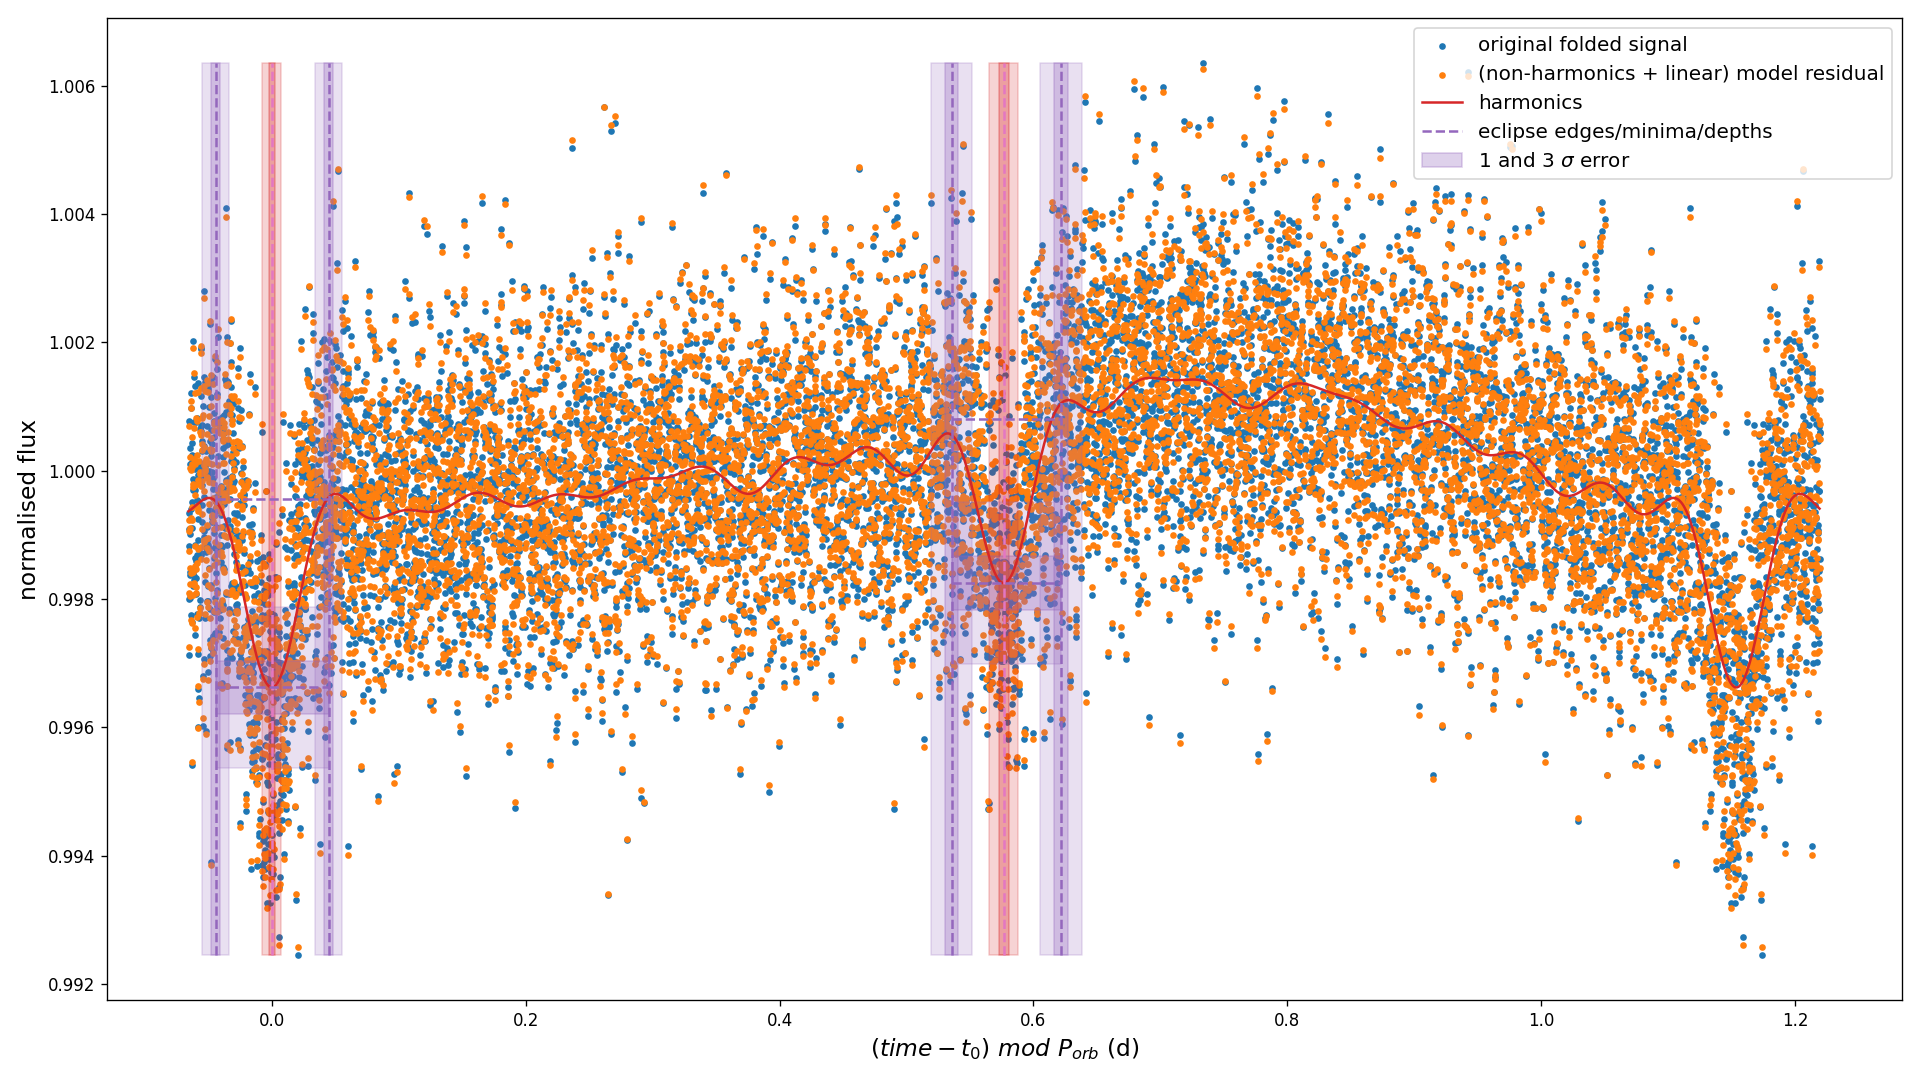 original folded signal
(non-harmonics + linear) model residual
harmonics
eclipse edges/minima/depths
1 and 3 σ error
normalised flux
1.006
1.004
1.002
1.000
0.998
0.996
0.994
0.992
0.0 0.2 0.4 0.6 0.8 1.0 1.2
(time − t₀) mod P_orb (d)